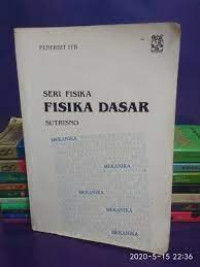 PENERBIT ITB
SERI FISIKA
FISIKA DASAR
SUTRISNO
MEKANIKA
MEKANIKA
MEKANIKA
MEKANIKA
MEKANIKA
2020-5-15 22:36